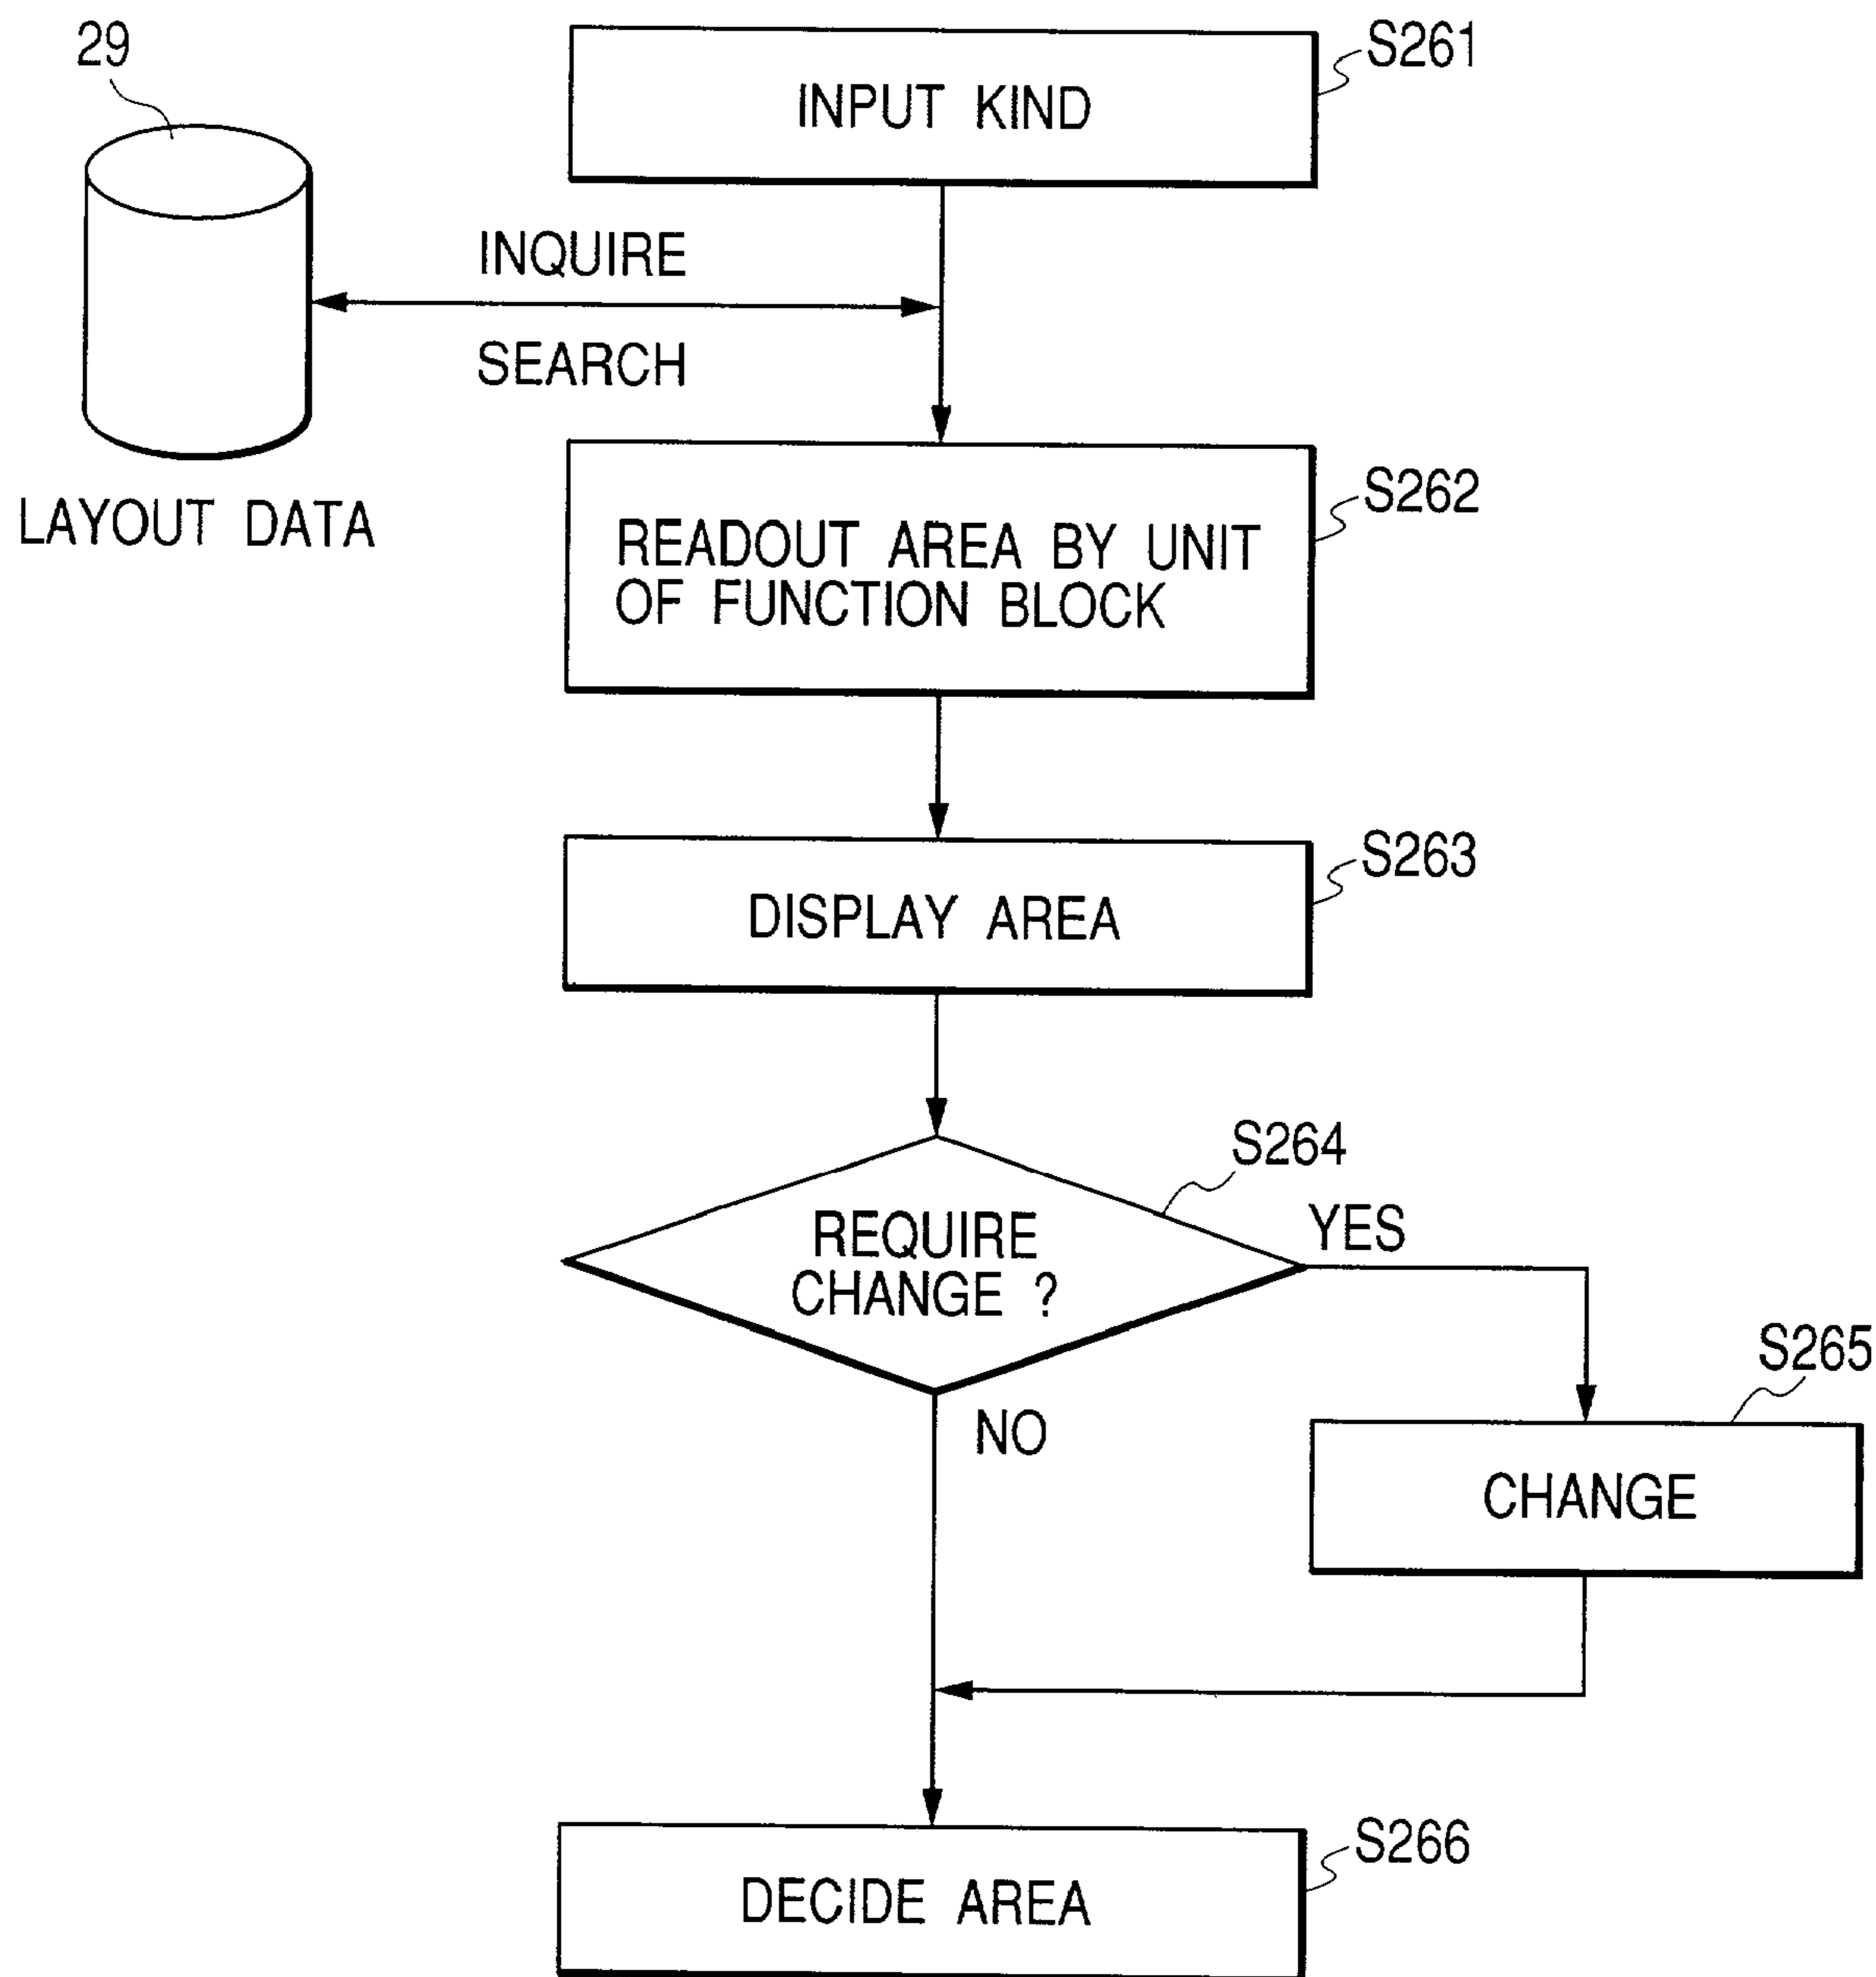 29
S261
INPUT KIND
INQUIRE
SEARCH
LAYOUT DATA
S262
READOUT AREA BY UNIT
OF FUNCTION BLOCK
S263
DISPLAY AREA
S264
REQUIRE
CHANGE ?
YES
NO
S265
CHANGE
S266
DECIDE AREA